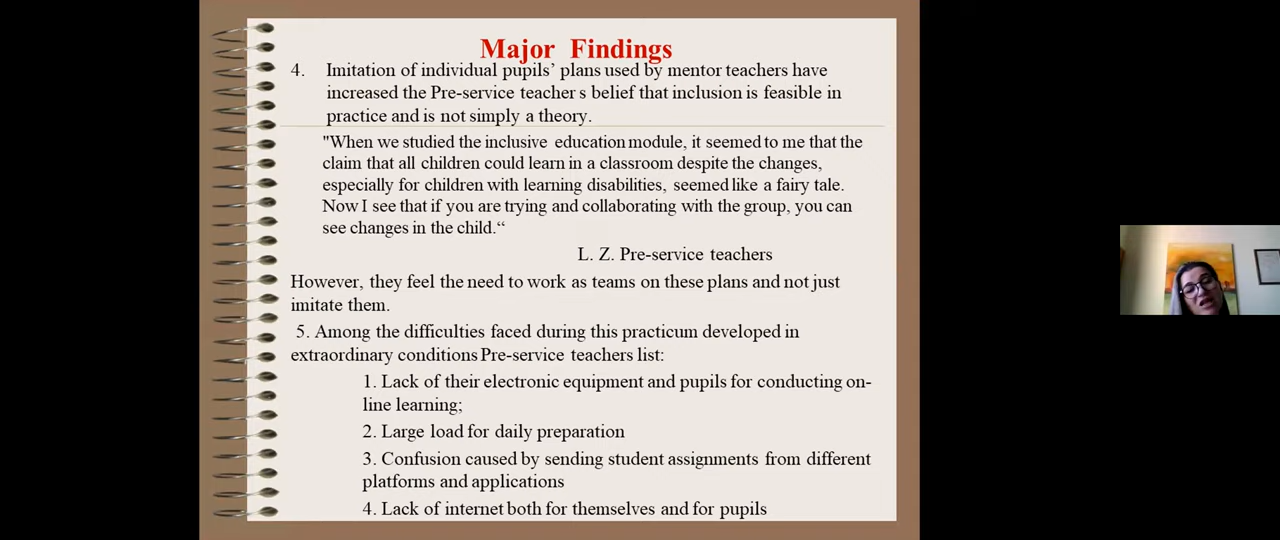 Major Findings
4. Imitation of individual pupils’ plans used by mentor teachers have
increased the Pre-service teacher s belief that inclusion is feasible in
practice and is not simply a theory.
"When we studied the inclusive education module, it seemed to me that the
claim that all children could learn in a classroom despite the changes,
especially for children with learning disabilities, seemed like a fairy tale.
Now I see that if you are trying and collaborating with the group, you can
see changes in the child.“
L. Z. Pre-service teachers
However, they feel the need to work as teams on these plans and not just
imitate them.
5. Among the difficulties faced during this practicum developed in
extraordinary conditions Pre-service teachers list:
1. Lack of their electronic equipment and pupils for conducting on-
line learning;
2. Large load for daily preparation
3. Confusion caused by sending student assignments from different
platforms and applications
4. Lack of internet both for themselves and for pupils